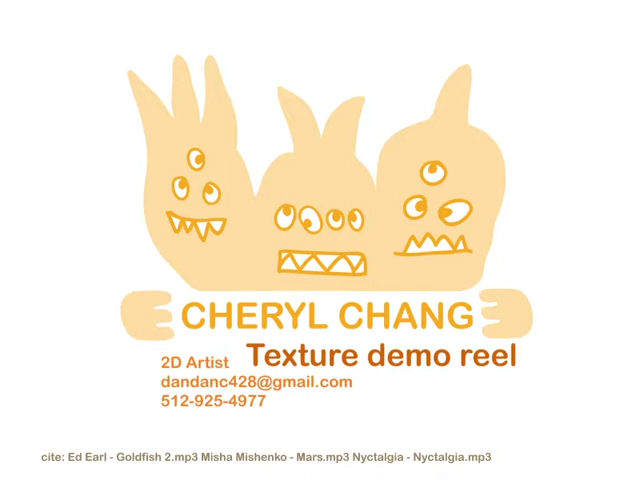 CHERYL CHANG
Texture demo reel
2D Artist
dandanc428@gmail.com
512-925-4977
cite: Ed Earl - Goldfish 2.mp3 Misha Mishenko - Mars.mp3 Nyctalgia - Nyctalgia.mp3